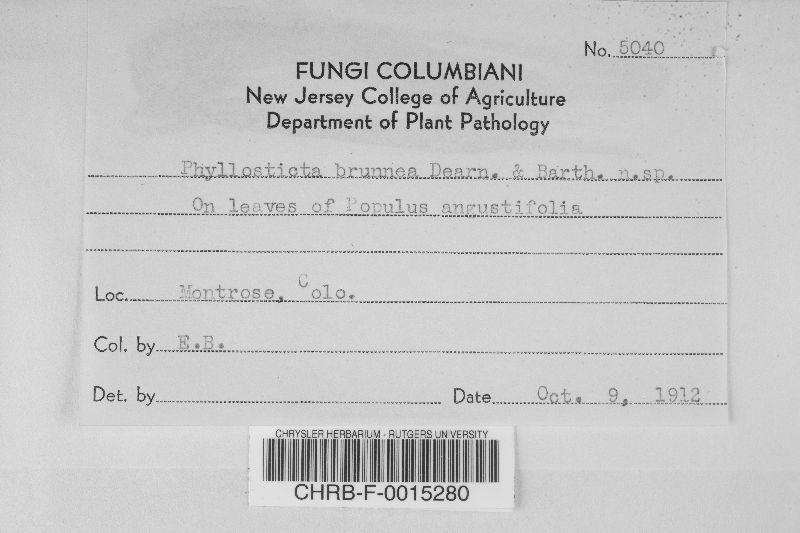 No. 5040
FUNGI COLUMBIANI
New Jersey College of Agriculture
Department of Plant Pathology
Phyllosticta brunnea Dearn. & Barth. n.sp.
On leaves of Populus angustifolia
Loc. Montrose, Colo.
Col. by E.B.
Det. by Date Oct. 9, 1912
CHRYSLER HERBARIUM - RUTGERS UNIVERSITY
CHRB-F-0015280